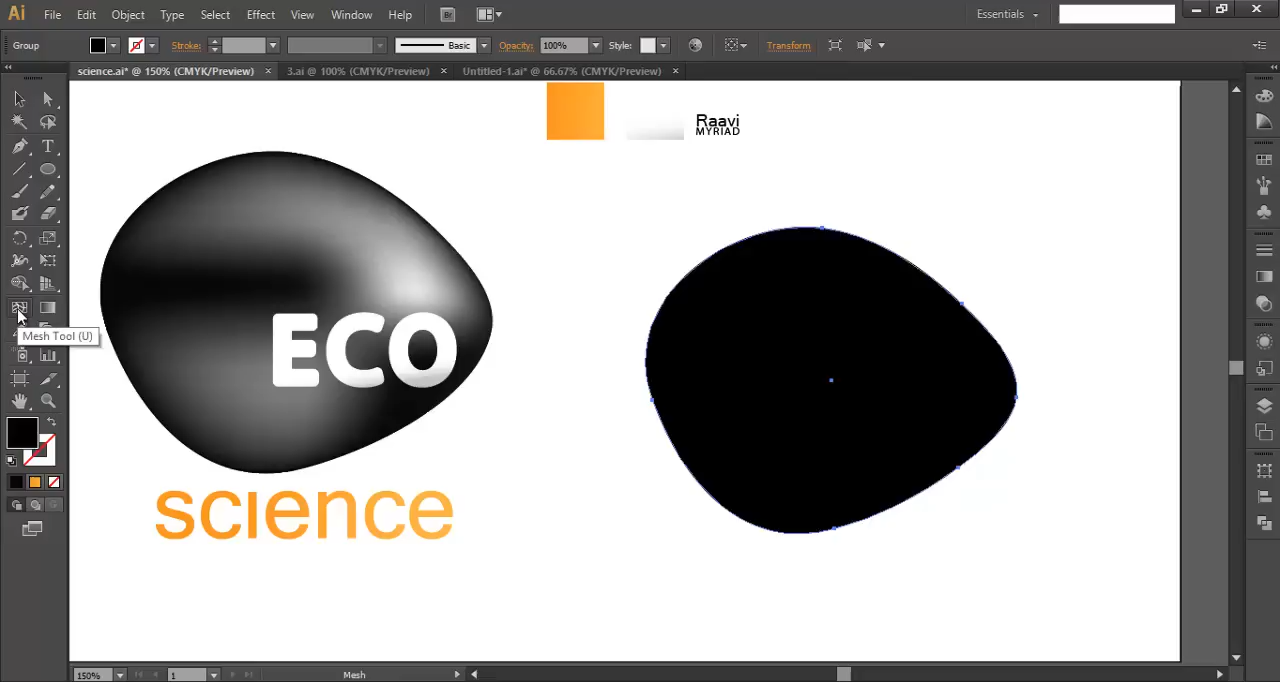 Ai File Edit Object Type Select Effect View Window Help Br Essentials
Group Stroke: Basic Opacity: 100% Style: Transform
science.ai* @ 150% (CMYK/Preview) × 3.ai @ 100% (CMYK/Preview) × Untitled-1.ai* @ 66.67% (CMYK/Preview) ×
Raavi
MYRIAD
Mesh Tool (U)
ECO
science
150% 1 Mesh